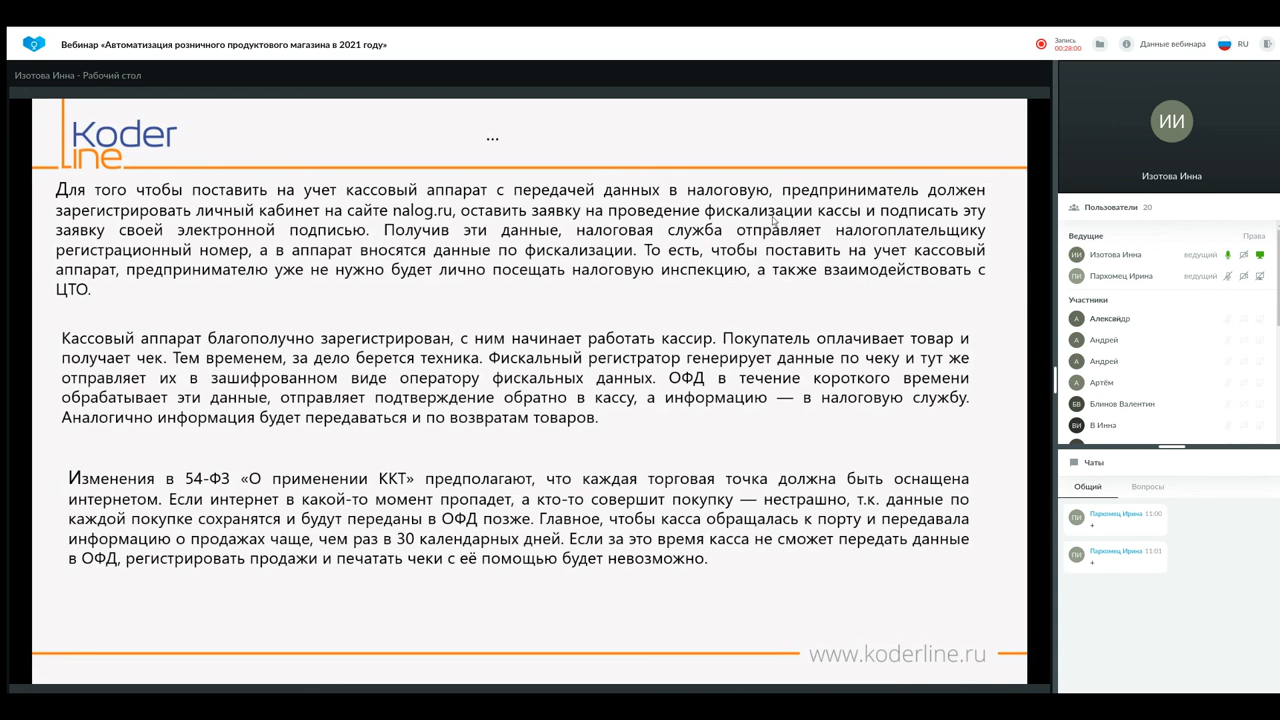 Вебинар «Автоматизация розничного продуктового магазина в 2021 году»
Запись
00:28:00
Данные вебинара
RU
Изотова Инна - Рабочий стол
Koder
line
...
Для того чтобы поставить на учет кассовый аппарат с передачей данных в налоговую, предприниматель должен
зарегистрировать личный кабинет на сайте nalog.ru, оставить заявку на проведение фискализации кассы и подписать эту
заявку своей электронной подписью. Получив эти данные, налоговая служба отправляет налогоплательщику
регистрационный номер, а в аппарат вносятся данные по фискализации. То есть, чтобы поставить на учет кассовый
аппарат, предпринимателю уже не нужно будет лично посещать налоговую инспекцию, а также взаимодействовать с
ЦТО.
Кассовый аппарат благополучно зарегистрирован, с ним начинает работать кассир. Покупатель оплачивает товар и
получает чек. Тем временем, за дело берется техника. Фискальный регистратор генерирует данные по чеку и тут же
отправляет их в зашифрованном виде оператору фискальных данных. ОФД в течение короткого времени
обрабатывает эти данные, отправляет подтверждение обратно в кассу, а информацию — в налоговую службу.
Аналогично информация будет передаваться и по возвратам товаров.
Изменения в 54-ФЗ «О применении ККТ» предполагают, что каждая торговая точка должна быть оснащена
интернетом. Если интернет в какой-то момент пропадет, а кто-то совершит покупку — нестрашно, т.к. данные по
каждой покупке сохранятся и будут переданы в ОФД позже. Главное, чтобы касса обращалась к порту и передавала
информацию о продажах чаще, чем раз в 30 календарных дней. Если за это время касса не сможет передать данные
в ОФД, регистрировать продажи и печатать чеки с её помощью будет невозможно.
www.koderline.ru
ИИ
Изотова Инна
Пользователи 20
Ведущие Права
ИИ Изотова Инна ведущий
ПИ Пархомец Ирина ведущий
Участники
А
А Андрей
А Андрей
А Артём
БВ Блинов Валентин
ВИ В Инна
Чаты
Общий Вопросы
ПИ Пархомец Ирина 11:00
+
ПИ Пархомец Ирина 11:01
+